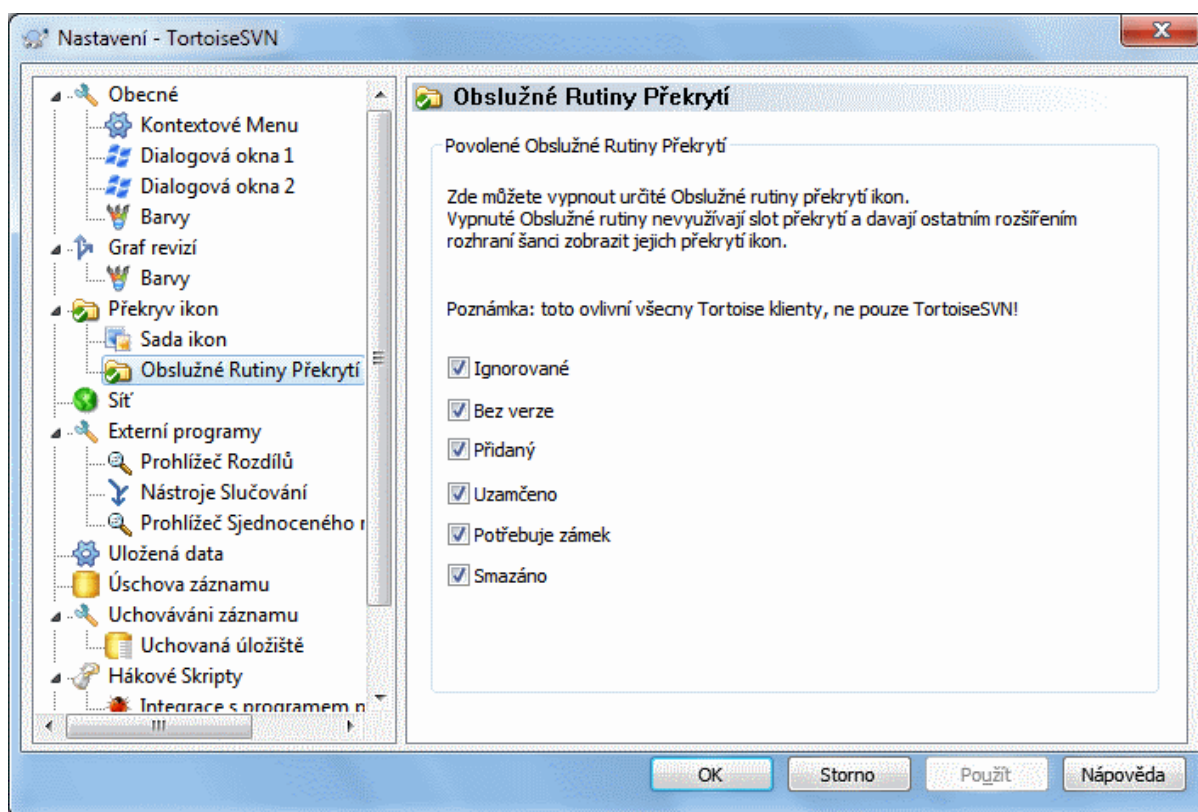 Nastavení - TortoiseSVN
Obecné
Kontextové Menu
Dialogová okna 1
Dialogová okna 2
Barvy
Graf revizí
Barvy
Překryv ikon
Sada ikon
Obslužné Rutiny Překrytí
Síť
Externí programy
Prohlížeč Rozdílů
Nástroje Slučování
Prohlížeč Sjednoceného r
Uložená data
Úschova záznamu
Uchováváni záznamu
Uchovaná úložiště
Hákové Skripty
Integrace s programem n
Obslužné Rutiny Překrytí
Povolené Obslužné Rutiny Překrytí
Zde můžete vypnout určité Obslužné rutiny překrytí ikon.
Vypnuté Obslužné rutiny nevyužívají slot překrytí a davají ostatním rozšířením
rozhraní šanci zobrazit jejich překrytí ikon.
Poznámka: toto ovlivní všecny Tortoise klienty, ne pouze TortoiseSVN!
Ignorované
Bez verze
Přidaný
Uzamčeno
Potřebuje zámek
Smazáno
OK
Storno
Použít
Nápověda